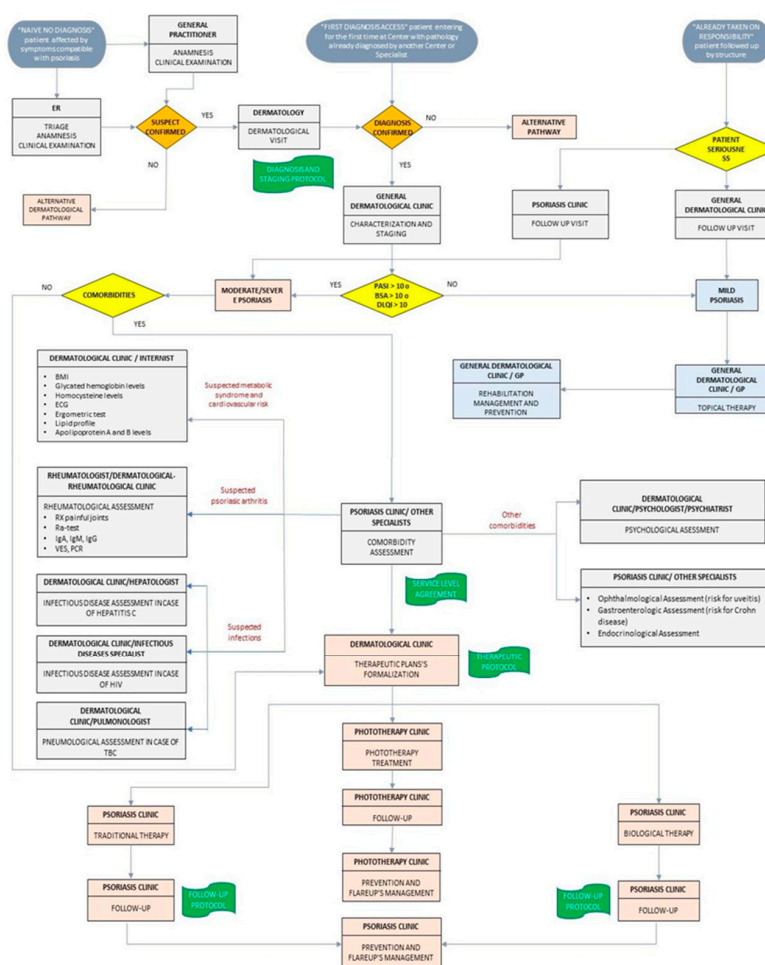 "NAIVE NO DIAGNOSIS"
patient affected by
symptoms compatible
with psoriasis
GENERAL
PRACTITIONER
ANAMNESIS
CLINICAL EXAMINATION
"FIRST DIAGNOSIS ACCESS" patient entering
for the first time at Center with pathology
already diagnosed by another Center or
Specialist
"ALREADY TAKEN ON
RESPONSIBILITY"
patient followed up by
structure
ER
TRIAGE
ANAMNESIS
CLINICAL EXAMINATION
SUSPECT
CONFIRMED
YES
NO
DERMATOLOGY
DERMATOLOGICAL
VISIT
DIAGNOSIS
CONFIRMED
NO
YES
ALTERNATIVE
PATHWAY
PATIENT
SERIOUSNE
SS
DIAGNOSIS AND
STAGING PROTOCOL
ALTERNATIVE
DERMATOLOGICAL
PATHWAY
GENERAL
DERMATOLOGICAL CLINIC
CHARACTERIZATION AND
STAGING
PSORIASIS CLINIC
FOLLOW UP VISIT
GENERAL
DERMATOLOGICAL CLINIC
FOLLOW UP VISIT
NO
COMORBIDITIES
YES
MODERATE/SEVER
E PSORIASIS
YES
PASI > 10 o
BSA > 10 o
DLQI > 10
NO
MILD
PSORIASIS
DERMATOLOGICAL CLINIC / INTERNIST
• BMI
• Glycated hemoglobin levels
• Homocysteine levels
• ECG
• Ergometric test
• Lipid profile
• Apolipoprotein A and B levels
Suspected metabolic
syndrome and
cardiovascular risk
GENERAL DERMATOLOGICAL
CLINIC / GP
REHABILITATION
MANAGEMENT AND
PREVENTION
GENERAL
DERMATOLOGICAL
CLINIC / GP
TOPICAL THERAPY
RHEUMATOLOGIST/DERMATOLOGICAL-
RHEUMATOLOGICAL CLINIC
RHEUMATOLOGICAL ASSESSMENT
• RX painful joints
• Ra-test
• IgA, IgM, IgG
• VES, PCR
Suspected
psoriasic arthritis
PSORIASIS CLINIC/ OTHER
SPECIALISTS
COMORBIDITY
ASSESSMENT
Other
comorbidities
DERMATOLOGICAL
CLINIC/PSYCHOLOGIST/PSYCHIATRIST
PSYCHOLOGICAL ASESSMENT
PSORIASIS CLINIC/ OTHER SPECIALISTS
• Ophthalmological Assessment (risk for uveitis)
• Gastroenterologic Assessment (risk for Crohn
disease)
• Endocrinological Assessment
DERMATOLOGICAL CLINIC/HEPATOLOGIST
INFECTIOUS DISEASE ASSESSMENT IN CASE
OF HEPATITIS C
SERVICE LEVEL
AGREEMENT
DERMATOLOGICAL CLINIC/INFECTIOUS
DISEASES SPECIALIST
INFECTIOUS DISEASE ASSESSMENT IN CASE
OF HIV
Suspected
infections
DERMATOLOGICAL CLINIC
THERAPEUTIC PLANS'S
FORMALIZATION
THERAPEUTIC
PROTOCOL
DERMATOLOGICAL
CLINIC/PULMONOLOGIST
PNEUMOLOGICAL ASSESSMENT IN CASE OF
TBC
PHOTOTHERAPY CLINIC
PHOTOTHERAPY
TREATMENT
PSORIASIS CLINIC
TRADITIONAL THERAPY
PHOTOTHERAPY CLINIC
FOLLOW-UP
PSORIASIS CLINIC
BIOLOGICAL THERAPY
PSORIASIS CLINIC
FOLLOW-UP
FOLLOW-UP
PROTOCOL
PHOTOTHERAPY CLINIC
PREVENTION AND
FLAREUP'S MANAGEMENT
FOLLOW-UP
PROTOCOL
PSORIASIS CLINIC
FOLLOW-UP
PSORIASIS CLINIC
PREVENTION AND
FLAREUP'S MANAGEMENT